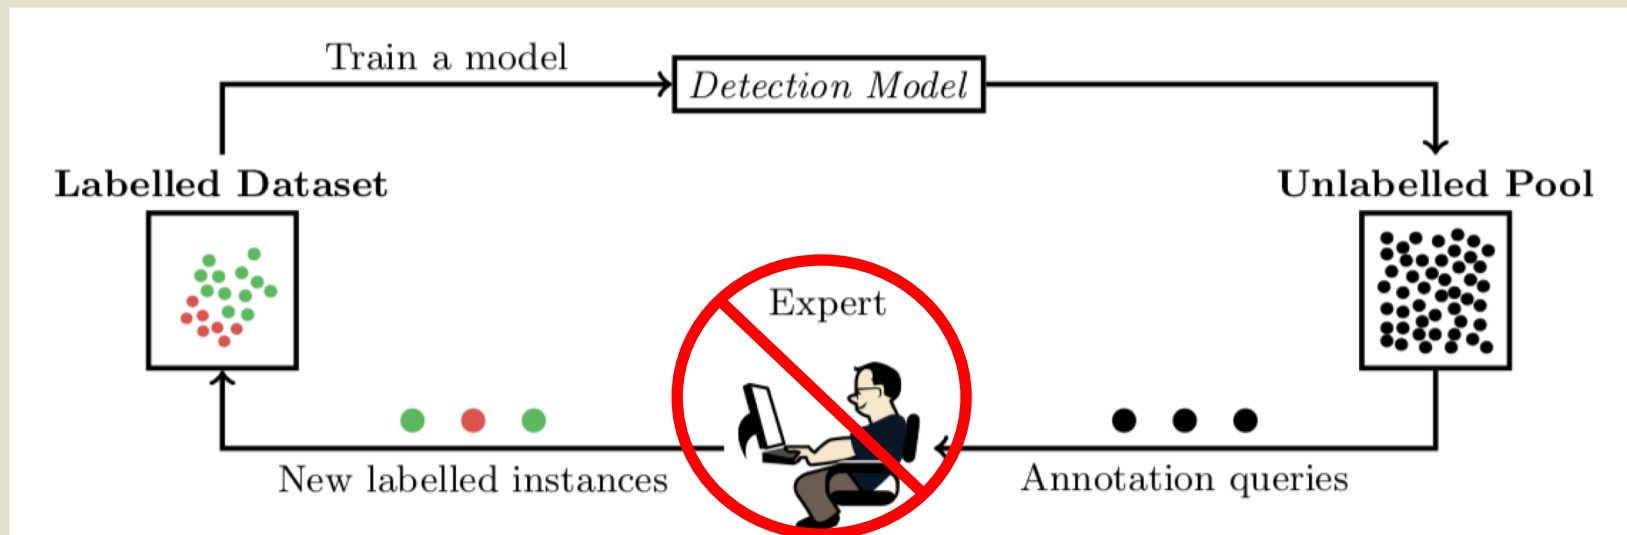 Train a model
Detection Model
Labelled Dataset
Unlabelled Pool
Expert
New labelled instances
Annotation queries